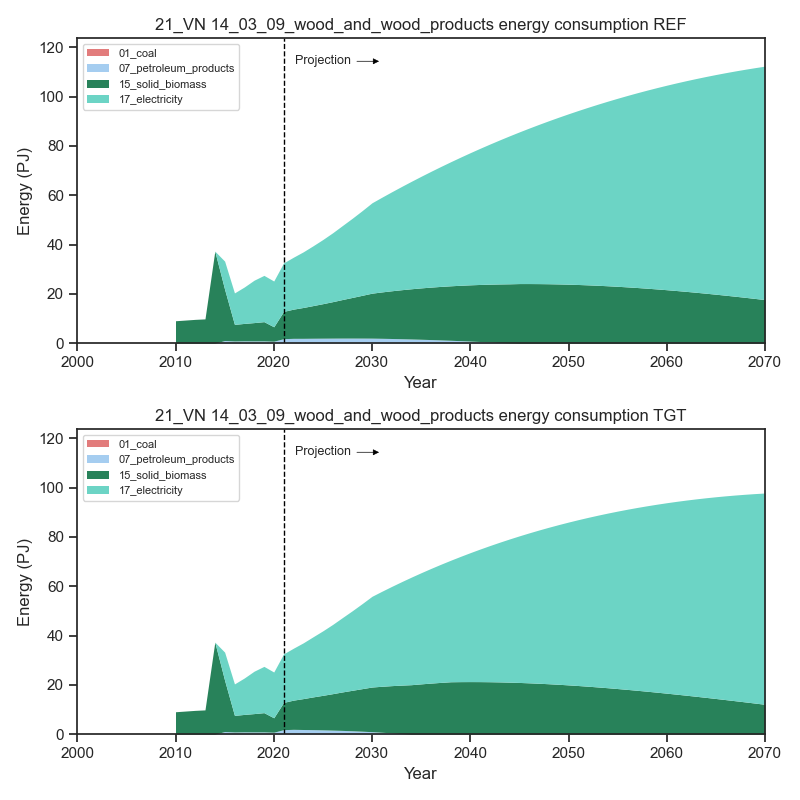 21_VN 14_03_09_wood_and_wood_products energy consumption REF
120
100
80
60
40
20
0
Energy (PJ)
01_coal
07_petroleum_products
15_solid_biomass
17_electricity
Projection
2000 2010 2020 2030 2040 2050 2060 2070
Year
21_VN 14_03_09_wood_and_wood_products energy consumption TGT
120
100
80
60
40
20
0
Energy (PJ)
01_coal
07_petroleum_products
15_solid_biomass
17_electricity
Projection
2000 2010 2020 2030 2040 2050 2060 2070
Year